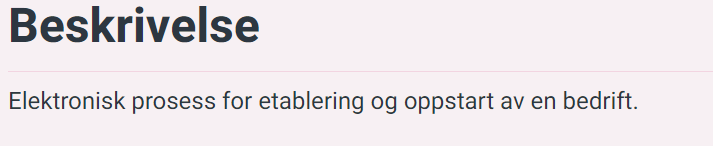 Beskrivelse
Elektronisk prosess for etablering og oppstart av en bedrift.